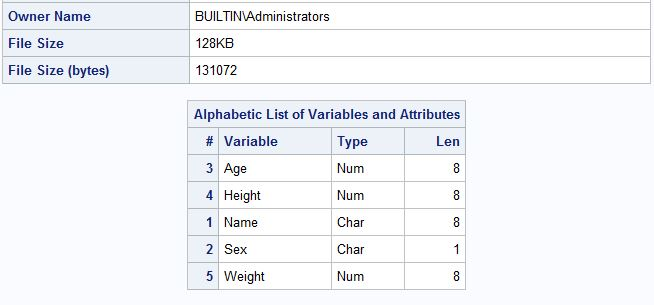 Owner Name BUILTIN\Administrators
File Size 128KB
File Size (bytes) 131072
Alphabetic List of Variables and Attributes
# Variable Type Len
3 Age Num 8
4 Height Num 8
1 Name Char 8
2 Sex Char 1
5 Weight Num 8